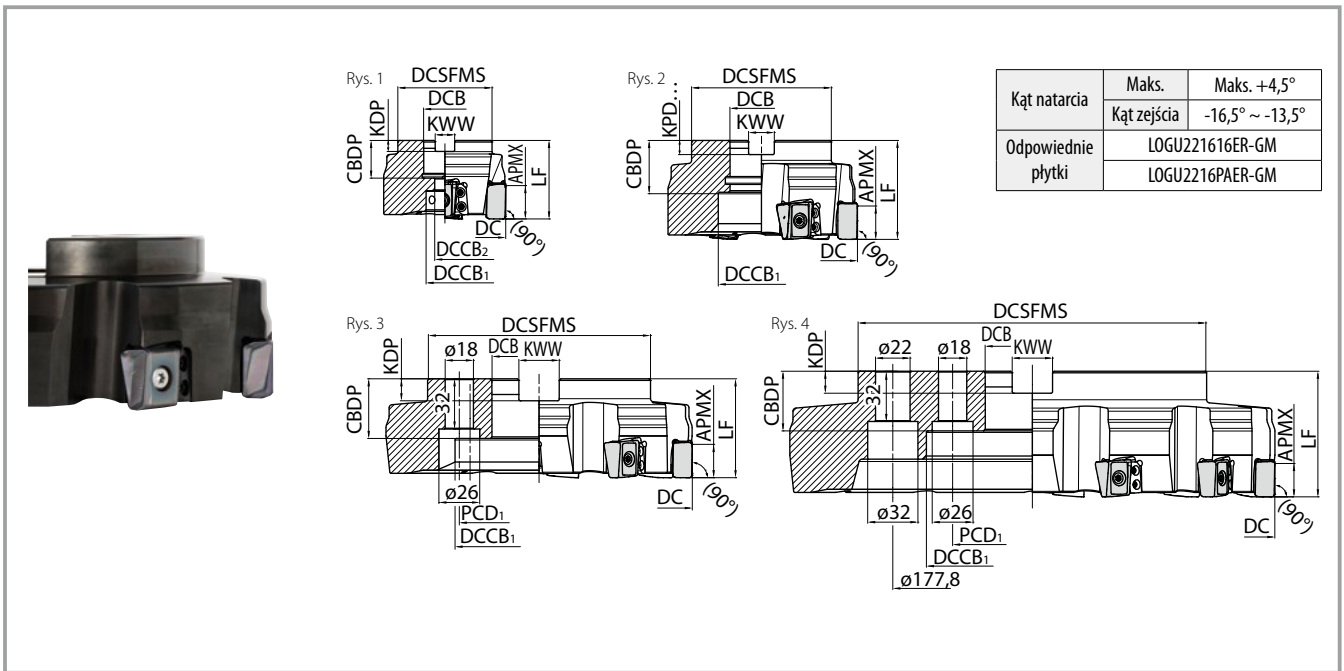 Rys. 1
DCSFMS
DCB
KWW
KDP
CBDP
APMX
LF
DC
(90°)
DCCB2
DCCB1
Rys. 2
DCSFMS
DCB
KWW
KPD. . .
CBDP
APMX
LF
DC
(90°)
DCCB1
Kąt natarcia
Maks.
Maks. +4,5°
Kąt zejścia
-16,5° ~ -13,5°
Odpowiednie
płytki
LOGU221616ER-GM
LOGU2216PAER-GM
Rys. 3
DCSFMS
ø18
DCB
KWW
KDP
CBDP
32
APMX
LF
ø26
DC
(90°)
PCD1
DCCB1
Rys. 4
DCSFMS
ø22
ø18
DCB
KWW
KDP
CBDP
32
APMX
LF
ø32
ø26
DC
(90°)
PCD1
DCCB1
ø177,8